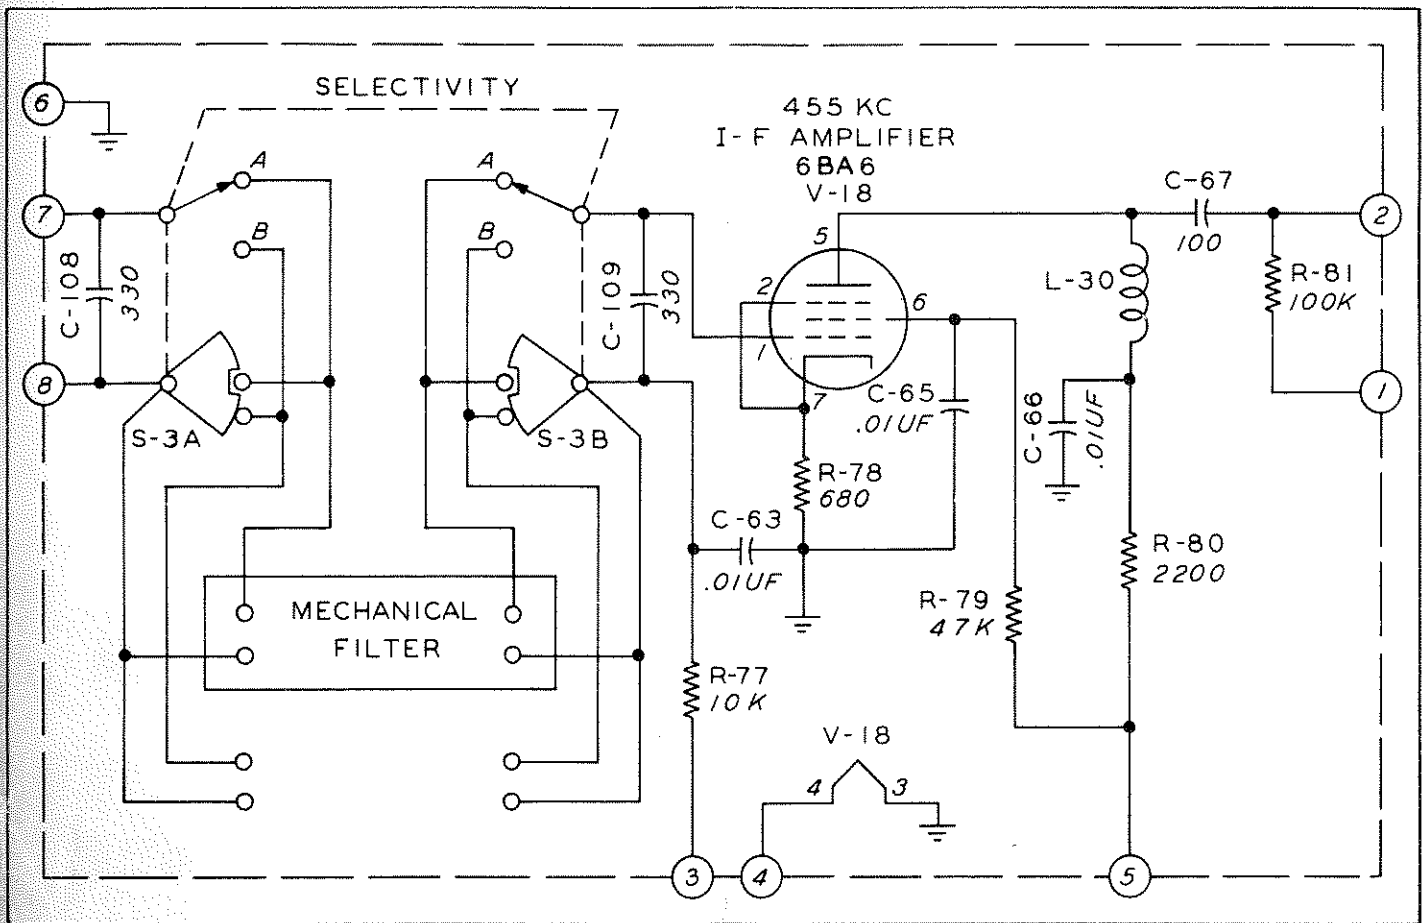 SELECTIVITY
455 KC
I-F AMPLIFIER
6BA6
V-18
6
A
A
7
B
B
C-108
330
C-109
330
8
S-3A
S-3B
5
2
6
1
7
C-67
100
2
L-30
R-81
100K
1
C-65
.01UF
C-66
.01UF
R-78
680
C-63
.01UF
R-80
2200
R-79
47K
MECHANICAL
FILTER
R-77
10K
V-18
4
3
3
4
5